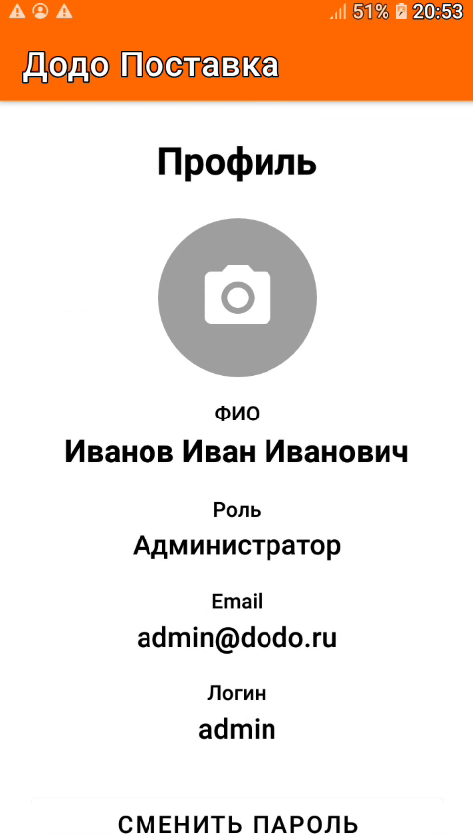 51% 20:53
Додо Поставка
Профиль
ФИО
Иванов Иван Иванович
Роль
Администратор
Email
admin@dodo.ru
Логин
admin
СМЕНИТЬ ПАРОЛЬ